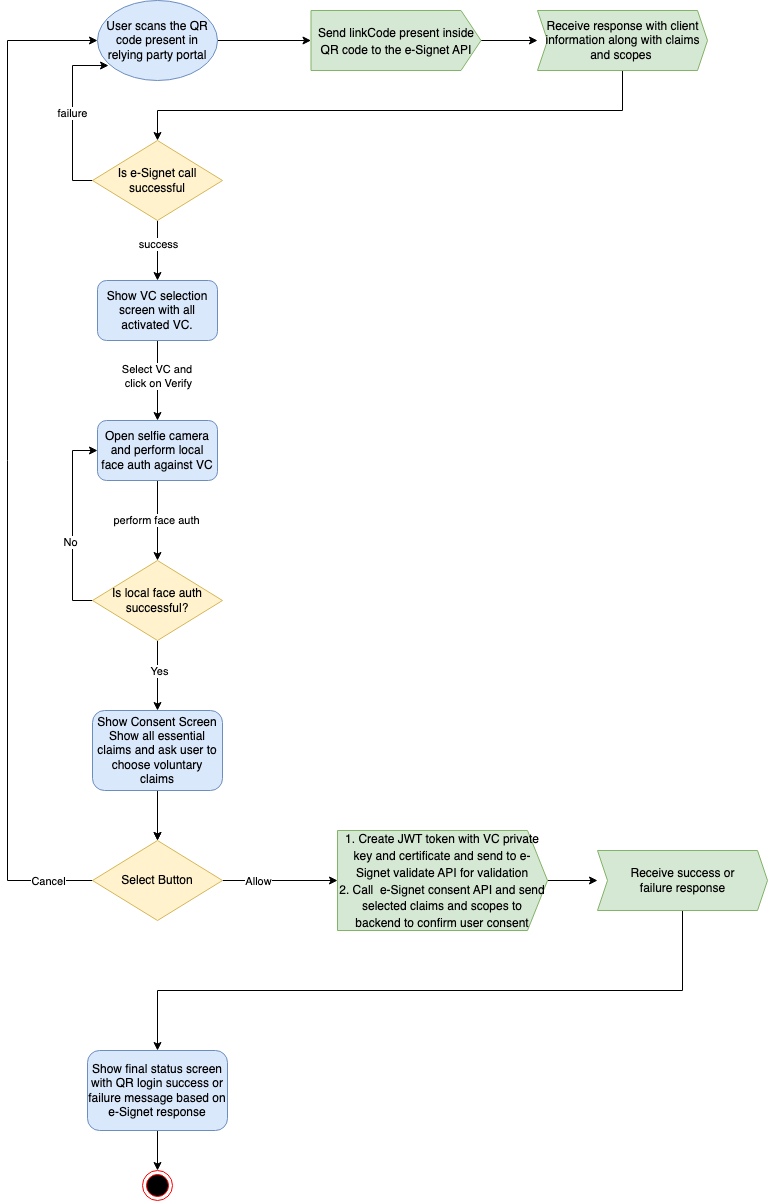 User scans the QR
code present in
relying party portal
Send linkCode present inside
QR code to the e-Signet API
Receive response with client
information along with claims
and scopes
failure
Is e-Signet call
successful
success
Show VC selection
screen with all
activated VC.
Select VC and
click on Verify
Open selfie camera
and perform local
face auth against VC
perform face auth
No
Is local face auth
successful?
Yes
Show Consent Screen
Show all essential
claims and ask user to
choose voluntary
claims
Cancel
Select Button
Allow
1. Create JWT token with VC private
key and certificate and send to e-
Signet validate API for validation
2. Call e-Signet consent API and send
selected claims and scopes to
backend to confirm user consent
Receive success or
failure response
Show final status screen
with QR login success or
failure message based on
e-Signet response